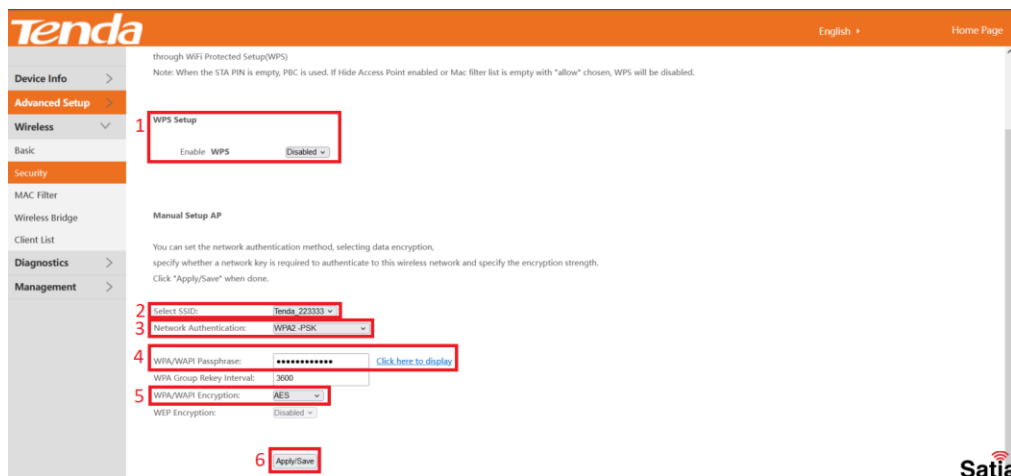 Tenda
English
Home Page
Device Info
Advanced Setup
Wireless
Basic
Security
MAC Filter
Wireless Bridge
Client List
Diagnostics
Management
through WiFi Protected Setup(WPS)
Note: When the STA PIN is empty, PBC is used. If Hide Access Point enabled or Mac filter list is empty with "allow" chosen, WPS will be disabled.
1 WPS Setup
Enable WPS Disabled
Manual Setup AP
You can set the network authentication method, selecting data encryption,
specify whether a network key is required to authenticate to this wireless network and specify the encryption strength.
Click "Apply/Save" when done.
2 Select SSID: Tenda_223333
3 Network Authentication: WPA2 -PSK
4 WPA/WAPI Passphrase: •••••••••••• Click here to display
WPA Group Rekey Interval: 3600
5 WPA/WAPI Encryption: AES
WEP Encryption: Disabled
6 Apply/Save
Satia